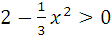 2 − 1/3 x² > 0